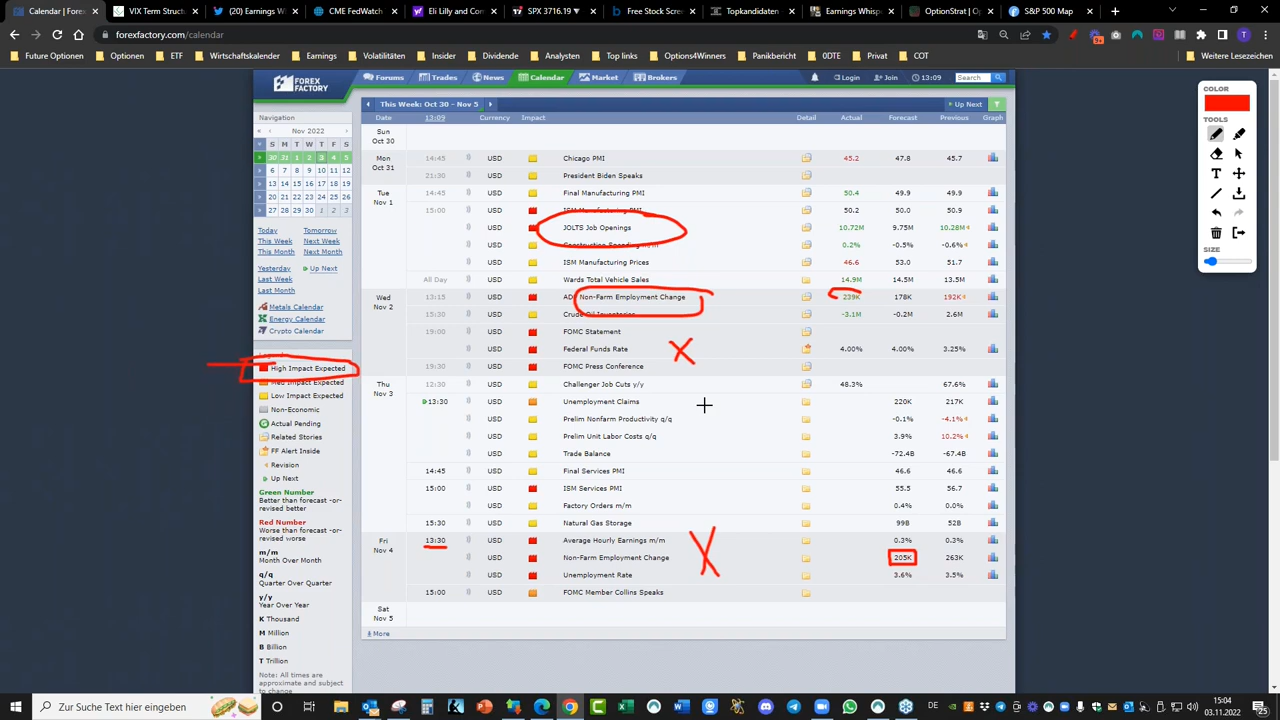 Calendar | Forex Factory
VIX Term Structu
(20) Earnings W
CME FedWatch
Eli Lilly and Con
SPX 3716.19 ▼
Free Stock Scree
Topkandidaten
Earnings Whispe
OptionStrat | Op
S&P 500 Map
forexfactory.com/calendar
Future Optionen
Optionen
ETF
Wirtschaftskalender
Earnings
Volatilitäten
Insider
Dividende
Analysten
Top links
Options4Winners
Panikbericht
0DTE
Privat
COT
Weitere Lesezeichen
FOREX FACTORY
Forums
Trades
News
Calendar
Market
Brokers
Login
Join
13:09
Search
Navigation
Nov 2022
S M T W T F S
30 31 1 2 3 4 5
6 7 8 9 10 11 12
13 14 15 16 17 18 19
20 21 22 23 24 25 26
27 28 29 30 1 2 3
Today Tomorrow
This Week Next Week
This Month Next Month
Yesterday Up Next
Last Week
Last Month
Metals Calendar
Energy Calendar
Crypto Calendar
High Impact Expected
Med Impact Expected
Low Impact Expected
Non-Economic
Actual Pending
Related Stories
FF Alert Inside
Revision
Up Next
Green Number
Better than forecast -or-
revised better
Red Number
Worse than forecast -or-
revised worse
m/m
Month Over Month
q/q
Quarter Over Quarter
y/y
Year Over Year
K Thousand
M Million
B Billion
T Trillion
Note: All times are
approximate and subject
to change
This Week: Oct 30 - Nov 5
Up Next
Date 13:09 Currency Impact Detail Actual Forecast Previous Graph
Sun
Oct 30
Mon
Oct 31
14:45 USD Chicago PMI 45.2 47.8 45.7
21:30 USD President Biden Speaks
Tue
Nov 1
14:45 USD Final Manufacturing PMI 50.4 49.9 49.9
15:00 USD ISM Manufacturing PMI 50.2 50.0 50.9
USD JOLTS Job Openings 10.72M 9.75M 10.28M
USD Construction Spending m/m 0.2% -0.5% -0.6%
USD ISM Manufacturing Prices 46.6 53.0 51.7
All Day USD Wards Total Vehicle Sales 14.9M 14.5M 13.5M
Wed
Nov 2
13:15 USD ADP Non-Farm Employment Change 239K 178K 192K
15:30 USD Crude Oil Inventories -3.1M -0.2M 2.6M
19:00 USD FOMC Statement
USD Federal Funds Rate 4.00% 4.00% 3.25%
19:30 USD FOMC Press Conference
Thu
Nov 3
12:30 USD Challenger Job Cuts y/y 48.3% 67.6%
13:30 USD Unemployment Claims 220K 217K
USD Prelim Nonfarm Productivity q/q -0.1% -4.1%
USD Prelim Unit Labor Costs q/q 3.9% 10.2%
USD Trade Balance -72.4B -67.4B
14:45 USD Final Services PMI 46.6 46.6
15:00 USD ISM Services PMI 55.5 56.7
USD Factory Orders m/m 0.4% 0.0%
15:30 USD Natural Gas Storage 99B 52B
Fri
Nov 4
13:30 USD Average Hourly Earnings m/m 0.3% 0.3%
USD Non-Farm Employment Change 205K 263K
USD Unemployment Rate 3.6% 3.5%
15:00 USD FOMC Member Collins Speaks
Sat
Nov 5
More
COLOR
TOOLS
SIZE
Zur Suche Text hier eingeben
15:04
03.11.2022